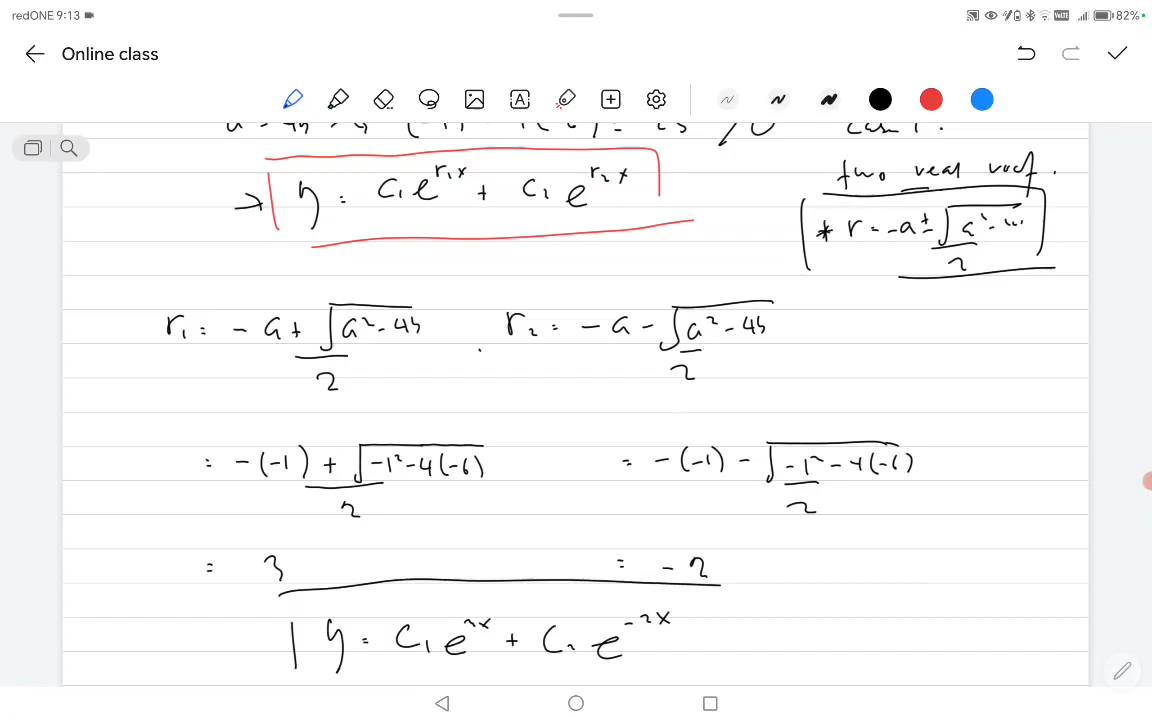 redONE 9:13 82%
Online class
case 1.
two real root.
→ y = c₁e^{r₁x} + c₂e^{r₂x}
* r = -a ± √a²-...
2
r₁ = -a + √a²-4b r₂ = -a - √a²-4b
2 2
= -(-1) + √-1²-4(-6) = -(-1) - √-1²-4(-6)
2 2
= 3 = -2
y = c₁e^{3x} + c₂e^{-2x}